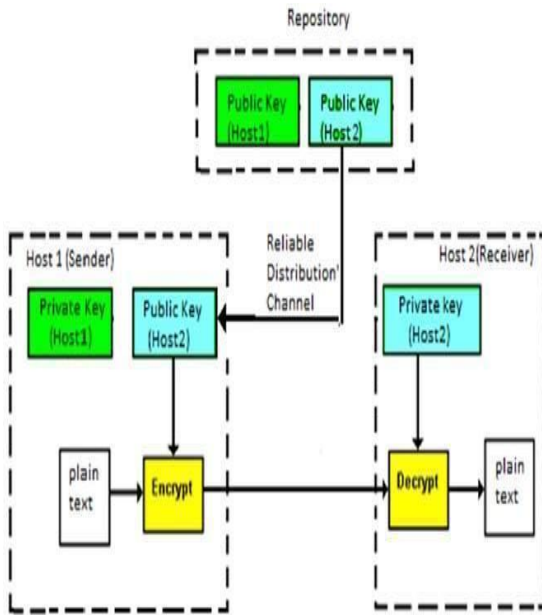 Repository
Public Key
(Host1)
Public Key
(Host2)
Reliable
Distribution'
Channel
Host 1 (Sender)
Private Key
(Host1)
Public Key
(Host2)
plain
text
Encrypt
Host 2(Receiver)
Private key
(Host2)
Decrypt
plain
text